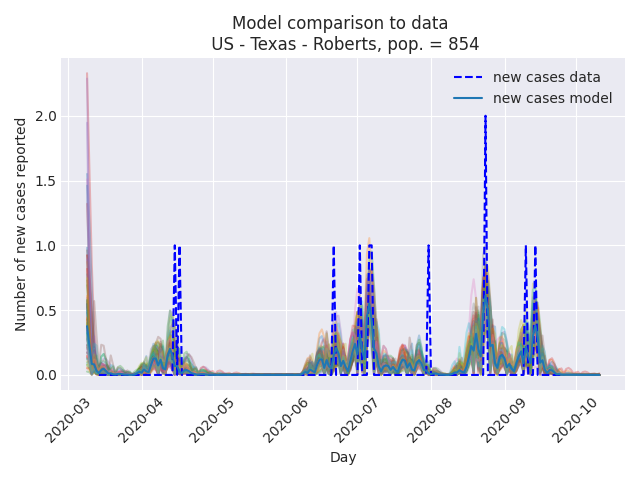 Model comparison to data
US - Texas - Roberts, pop. = 854
new cases data
new cases model
Number of new cases reported
2.0
1.5
1.0
0.5
0.0
2020-03
2020-04
2020-05
2020-06
2020-07
2020-08
2020-09
2020-10
Day